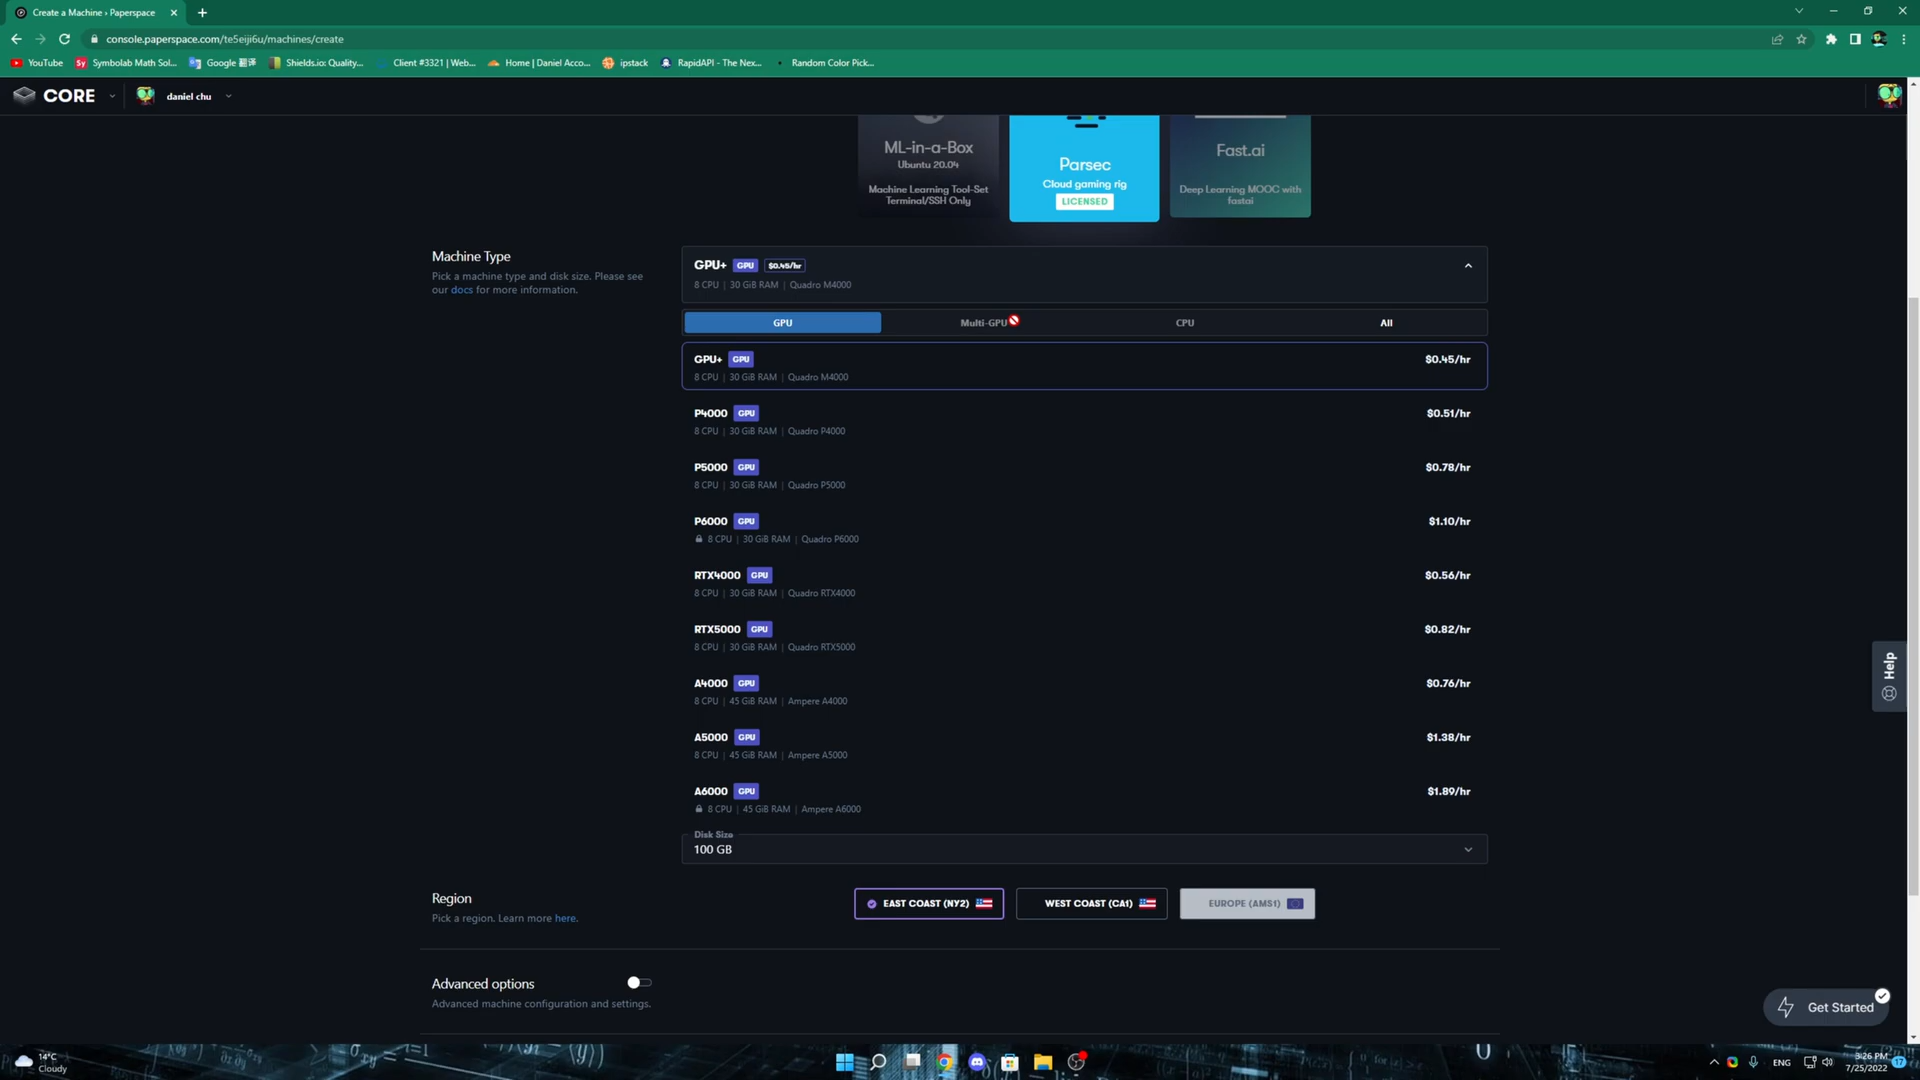 Create a Machine › Paperspace
console.paperspace.com/te5eiji6u/machines/create
YouTube
Sy Symbolab Math Sol...
Google 翻译
Shields.io: Quality...
Client #3321 | Web...
Home | Daniel Acco...
ipstack
RapidAPI - The Nex...
Random Color Pick...
CORE
daniel chu
ML-in-a-Box
Ubuntu 20.04
Machine Learning Tool-Set
Terminal/SSH Only
Parsec
Cloud gaming rig
LICENSED
Fast.ai
Deep Learning MOOC with
fastai
Machine Type
Pick a machine type and disk size. Please see
our docs for more information.
GPU+ GPU $0.45/hr
8 CPU | 30 GiB RAM | Quadro M4000
GPU
Multi-GPU
CPU
All
GPU+ GPU $0.45/hr
8 CPU | 30 GiB RAM | Quadro M4000
P4000 GPU $0.51/hr
8 CPU | 30 GiB RAM | Quadro P4000
P5000 GPU $0.78/hr
8 CPU | 30 GiB RAM | Quadro P5000
P6000 GPU $1.10/hr
8 CPU | 30 GiB RAM | Quadro P6000
RTX4000 GPU $0.56/hr
8 CPU | 30 GiB RAM | Quadro RTX4000
RTX5000 GPU $0.82/hr
8 CPU | 30 GiB RAM | Quadro RTX5000
A4000 GPU $0.76/hr
8 CPU | 45 GiB RAM | Ampere A4000
A5000 GPU $1.38/hr
8 CPU | 45 GiB RAM | Ampere A5000
A6000 GPU $1.89/hr
8 CPU | 45 GiB RAM | Ampere A6000
Disk Size
100 GB
Region
Pick a region. Learn more here.
EAST COAST (NY2)
WEST COAST (CA1)
EUROPE (AMS1)
Advanced options
Advanced machine configuration and settings.
Help
Get Started
14°C
Cloudy
ENG
3:26 PM
7/25/2022
17